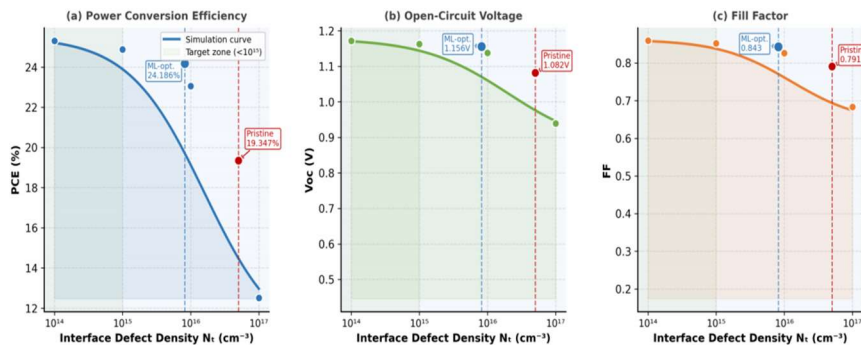 (a) Power Conversion Efficiency
Simulation curve
Target zone (<10¹⁵)
ML-opt.
24.186%
Pristine
19.347%
PCE (%)
24
22
20
18
16
14
12
10¹⁴
10¹⁵
10¹⁶
10¹⁷
Interface Defect Density Nₜ (cm⁻³)
(b) Open-Circuit Voltage
ML-opt.
1.156V
Pristine
1.082V
Voc (V)
1.2
1.1
1.0
0.9
0.8
0.7
0.6
0.5
10¹⁴
10¹⁵
10¹⁶
10¹⁷
Interface Defect Density Nₜ (cm⁻³)
(c) Fill Factor
ML-opt.
0.843
Pristin
0.791
FF
0.9
0.8
0.7
0.6
0.5
0.4
0.3
0.2
10¹⁴
10¹⁵
10¹⁶
10¹⁷
Interface Defect Density Nₜ (cm⁻³)